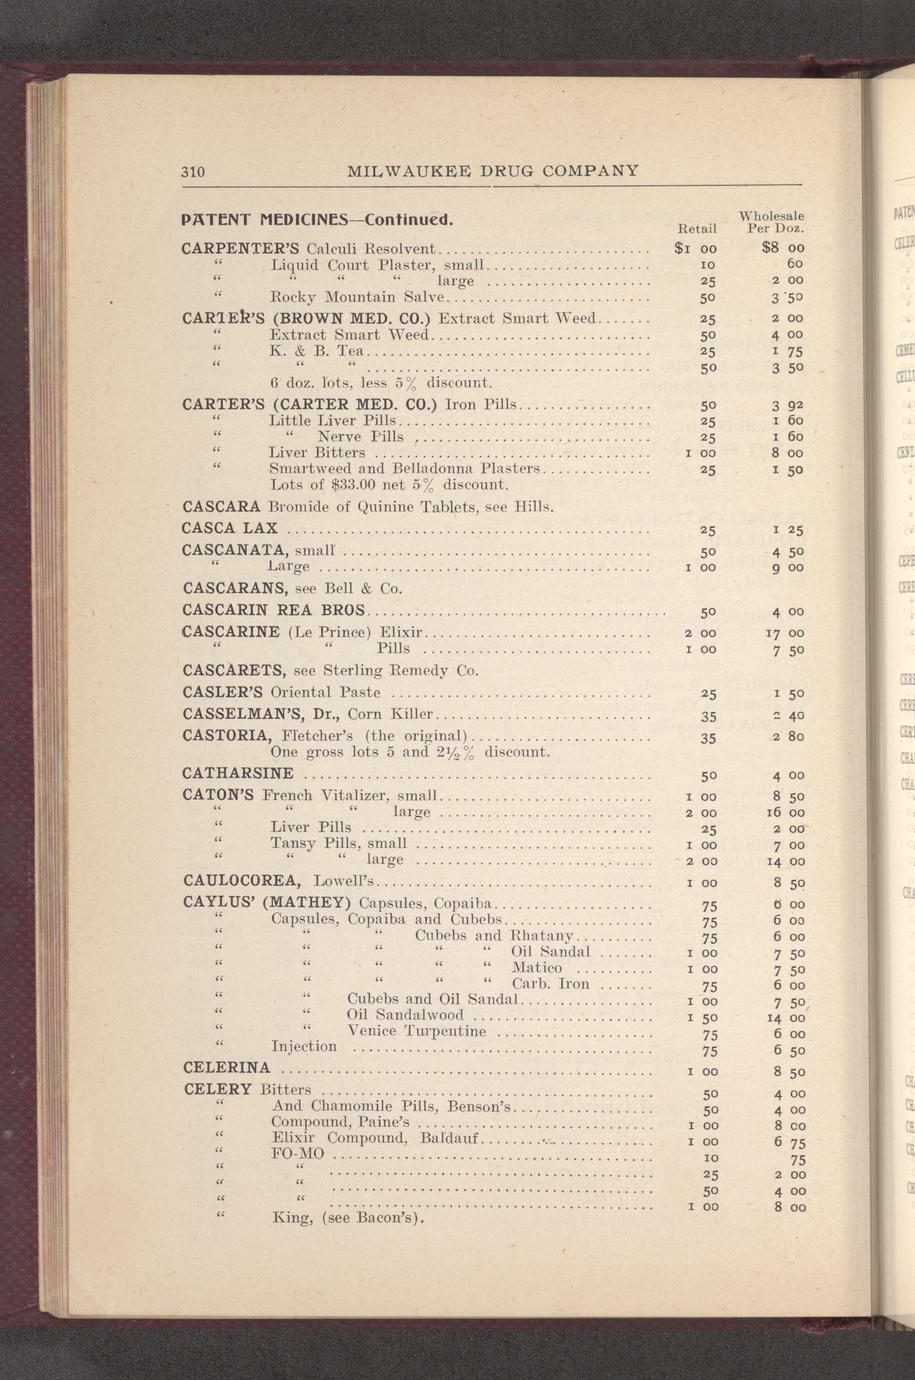 310 MILWAUKEE DRUG COMPANY
PATENT MEDICINES—Continued.
Retail Wholesale Per Doz.
CARPENTER'S Calculi Resolvent........................... $1 00 $8 00
“ Liquid Court Plaster, small..................... 10 60
“ “ “ “ large ..................... 25 2 00
“ Rocky Mountain Salve.......................... 50 3 50
CARTER'S (BROWN MED. CO.) Extract Smart Weed....... 25 2 00
“ Extract Smart Weed............................ 50 4 00
“ K. & B. Tea.................................... 25 1 75
“ “ “ .................................... 50 3 50
6 doz. lots, less 5% discount.
CARTER'S (CARTER MED. CO.) Iron Pills................. 50 3 92
“ Little Liver Pills................................ 25 1 60
“ “ Nerve Pills .............................. 25 1 60
“ Liver Bitters ................................... 1 00 8 00
“ Smartweed and Belladonna Plasters.............. 25 1 50
Lots of $33.00 net 5% discount.
CASCARA Bromide of Quinine Tablets, see Hills.
CASCA LAX .............................................. 25 1 25
CASCANATA, small ....................................... 50 4 50
“ Large .......................................... 1 00 9 00
CASCARANS, see Bell & Co.
CASCARIN REA BROS...................................... 50 4 00
CASCARINE (Le Prince) Elixir............................. 2 00 17 00
“ “ Pills ............................. 1 00 7 50
CASCARETS, see Sterling Remedy Co.
CASLER'S Oriental Paste ................................. 25 1 50
CASSELMAN'S, Dr., Corn Killer............................ 35 2 40
CASTORIA, Fletcher's (the original)....................... 35 2 80
One gross lots 5 and 2½% discount.
CATHARSINE ............................................ 50 4 00
CATON'S French Vitalizer, small........................... 1 00 8 50
“ “ “ large ........................... 2 00 16 00
“ Liver Pills ..................................... 25 2 00
“ Tansy Pills, small .............................. 1 00 7 00
“ “ “ large .............................. 2 00 14 00
CAULOCOREA, Lowell's................................... 1 00 8 50
CAYLUS' (MATHEY) Capsules, Copaiba.................... 75 6 00
“ Capsules, Copaiba and Cubebs................... 75 6 00
“ “ “ Cubebs and Rhatany.......... 75 6 00
“ “ “ “ “ Oil Sandal ....... 1 00 7 50
“ “ “ “ “ Matico .......... 1 00 7 50
“ “ “ “ “ Carb. Iron ....... 75 6 00
“ “ Cubebs and Oil Sandal................. 1 00 7 50
“ “ Oil Sandalwood ....................... 1 50 14 00
“ “ Venice Turpentine .................... 75 6 00
“ Injection ...................................... 75 6 50
CELERINA ............................................... 1 00 8 50
CELERY Bitters .......................................... 50 4 00
“ And Chamomile Pills, Benson's.................. 50 4 00
“ Compound, Paine's .............................. 1 00 8 00
“ Elixir Compound, Baldauf...................... 1 00 6 75
“ FO-MO ......................................... 10 75
“ “ ......................................... 25 2 00
“ “ ......................................... 50 4 00
“ “ ......................................... 1 00 8 00
“ King, (see Bacon's).